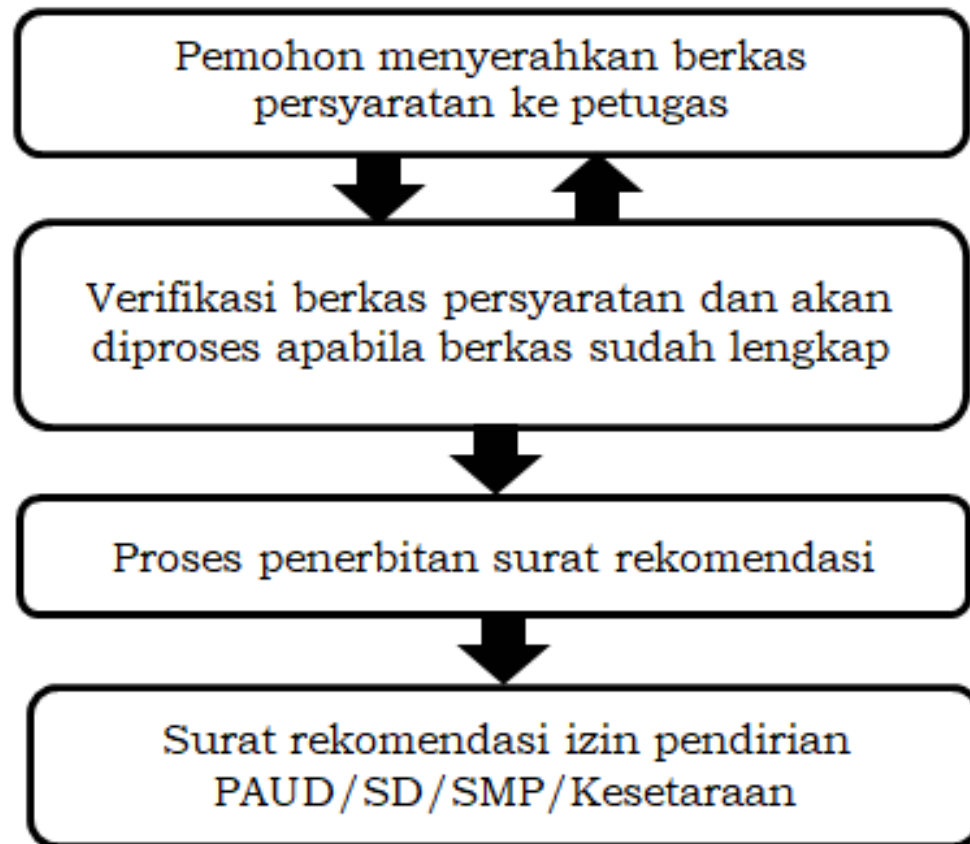 Pemohon menyerahkan berkas
persyaratan ke petugas
Verifikasi berkas persyaratan dan akan
diproses apabila berkas sudah lengkap
Proses penerbitan surat rekomendasi
Surat rekomendasi izin pendirian
PAUD/SD/SMP/Kesetaraan